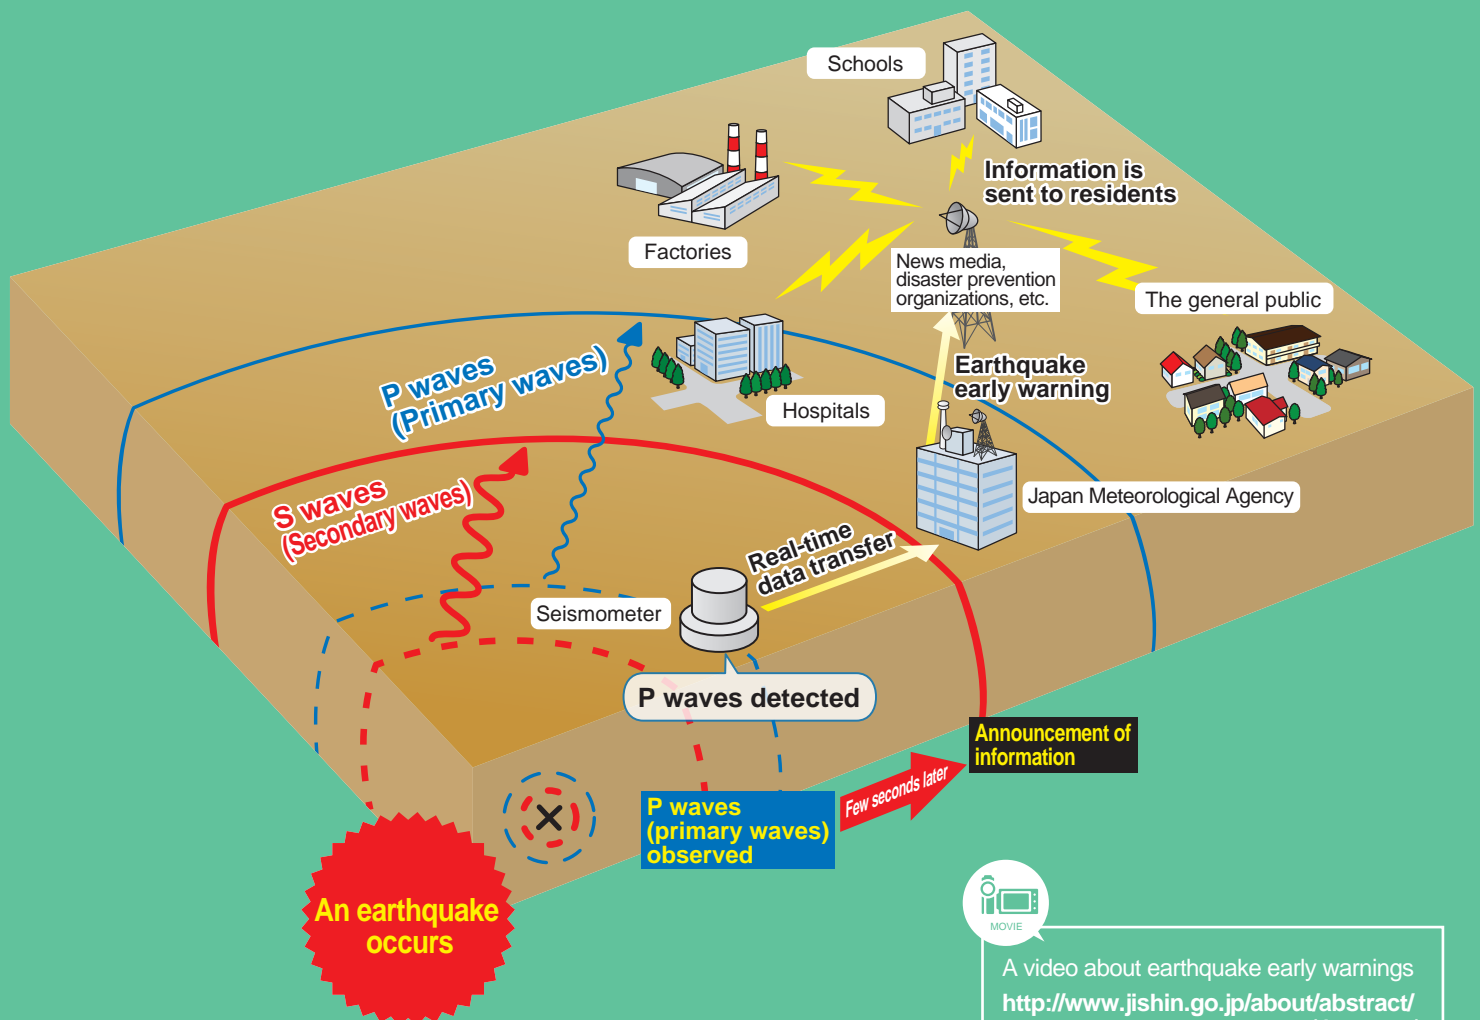 Schools
Information is
sent to residents
Factories
News media,
disaster prevention
organizations, etc.
The general public
P waves
(Primary waves)
Earthquake
early warning
Hospitals
S waves
(Secondary waves)
Japan Meteorological Agency
Real-time
data transfer
Seismometer
P waves detected
Announcement of
information
Few seconds later
P waves
(primary waves)
observed
An earthquake
occurs
MOVIE
A video about earthquake early warnings
http://www.jishin.go.jp/about/abstract/